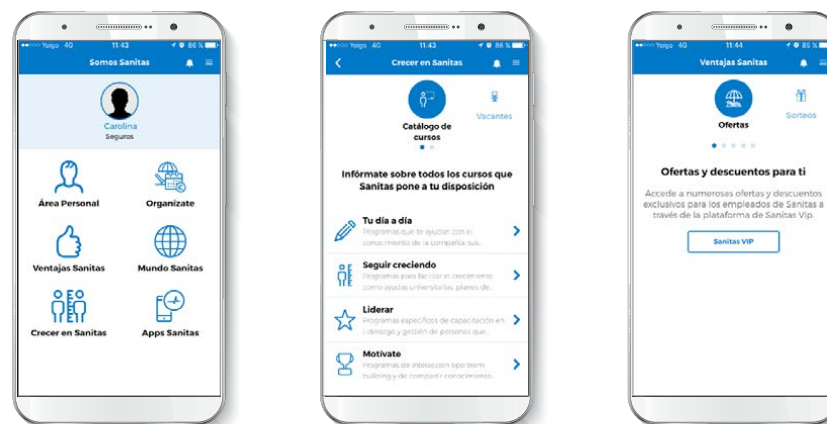 Yoigo 4G 11:43 86 %
Somos Sanitas
Carolina
Seguros
Área Personal
Organízate
Ventajas Sanitas
Mundo Sanitas
Crecer en Sanitas
Apps Sanitas
Yoigo 4G 11:43 86 %
Crecer en Sanitas
Catálogo de
cursos
Vacantes
Infórmate sobre todos los cursos que
Sanitas pone a tu disposición
Tu día a día
Programas que te ayudan con el
conocimiento de la compañía, sus...
Seguir creciendo
Programas para facilitar el crecimiento
como ayudas universitarias, planes de...
Liderar
Programas específicos de capacitación en
Liderazgo y gestión de personas que...
Motívate
Programas de interacción tipo team
building y de compartir conocimiento...
Yoigo 4G 11:44 85 %
Ventajas Sanitas
Ofertas
Sorteos
Ofertas y descuentos para ti
Accede a numerosas ofertas y descuentos
exclusivos para los empleados de Sanitas a
través de la plataforma de Sanitas Vip.
Sanitas VIP